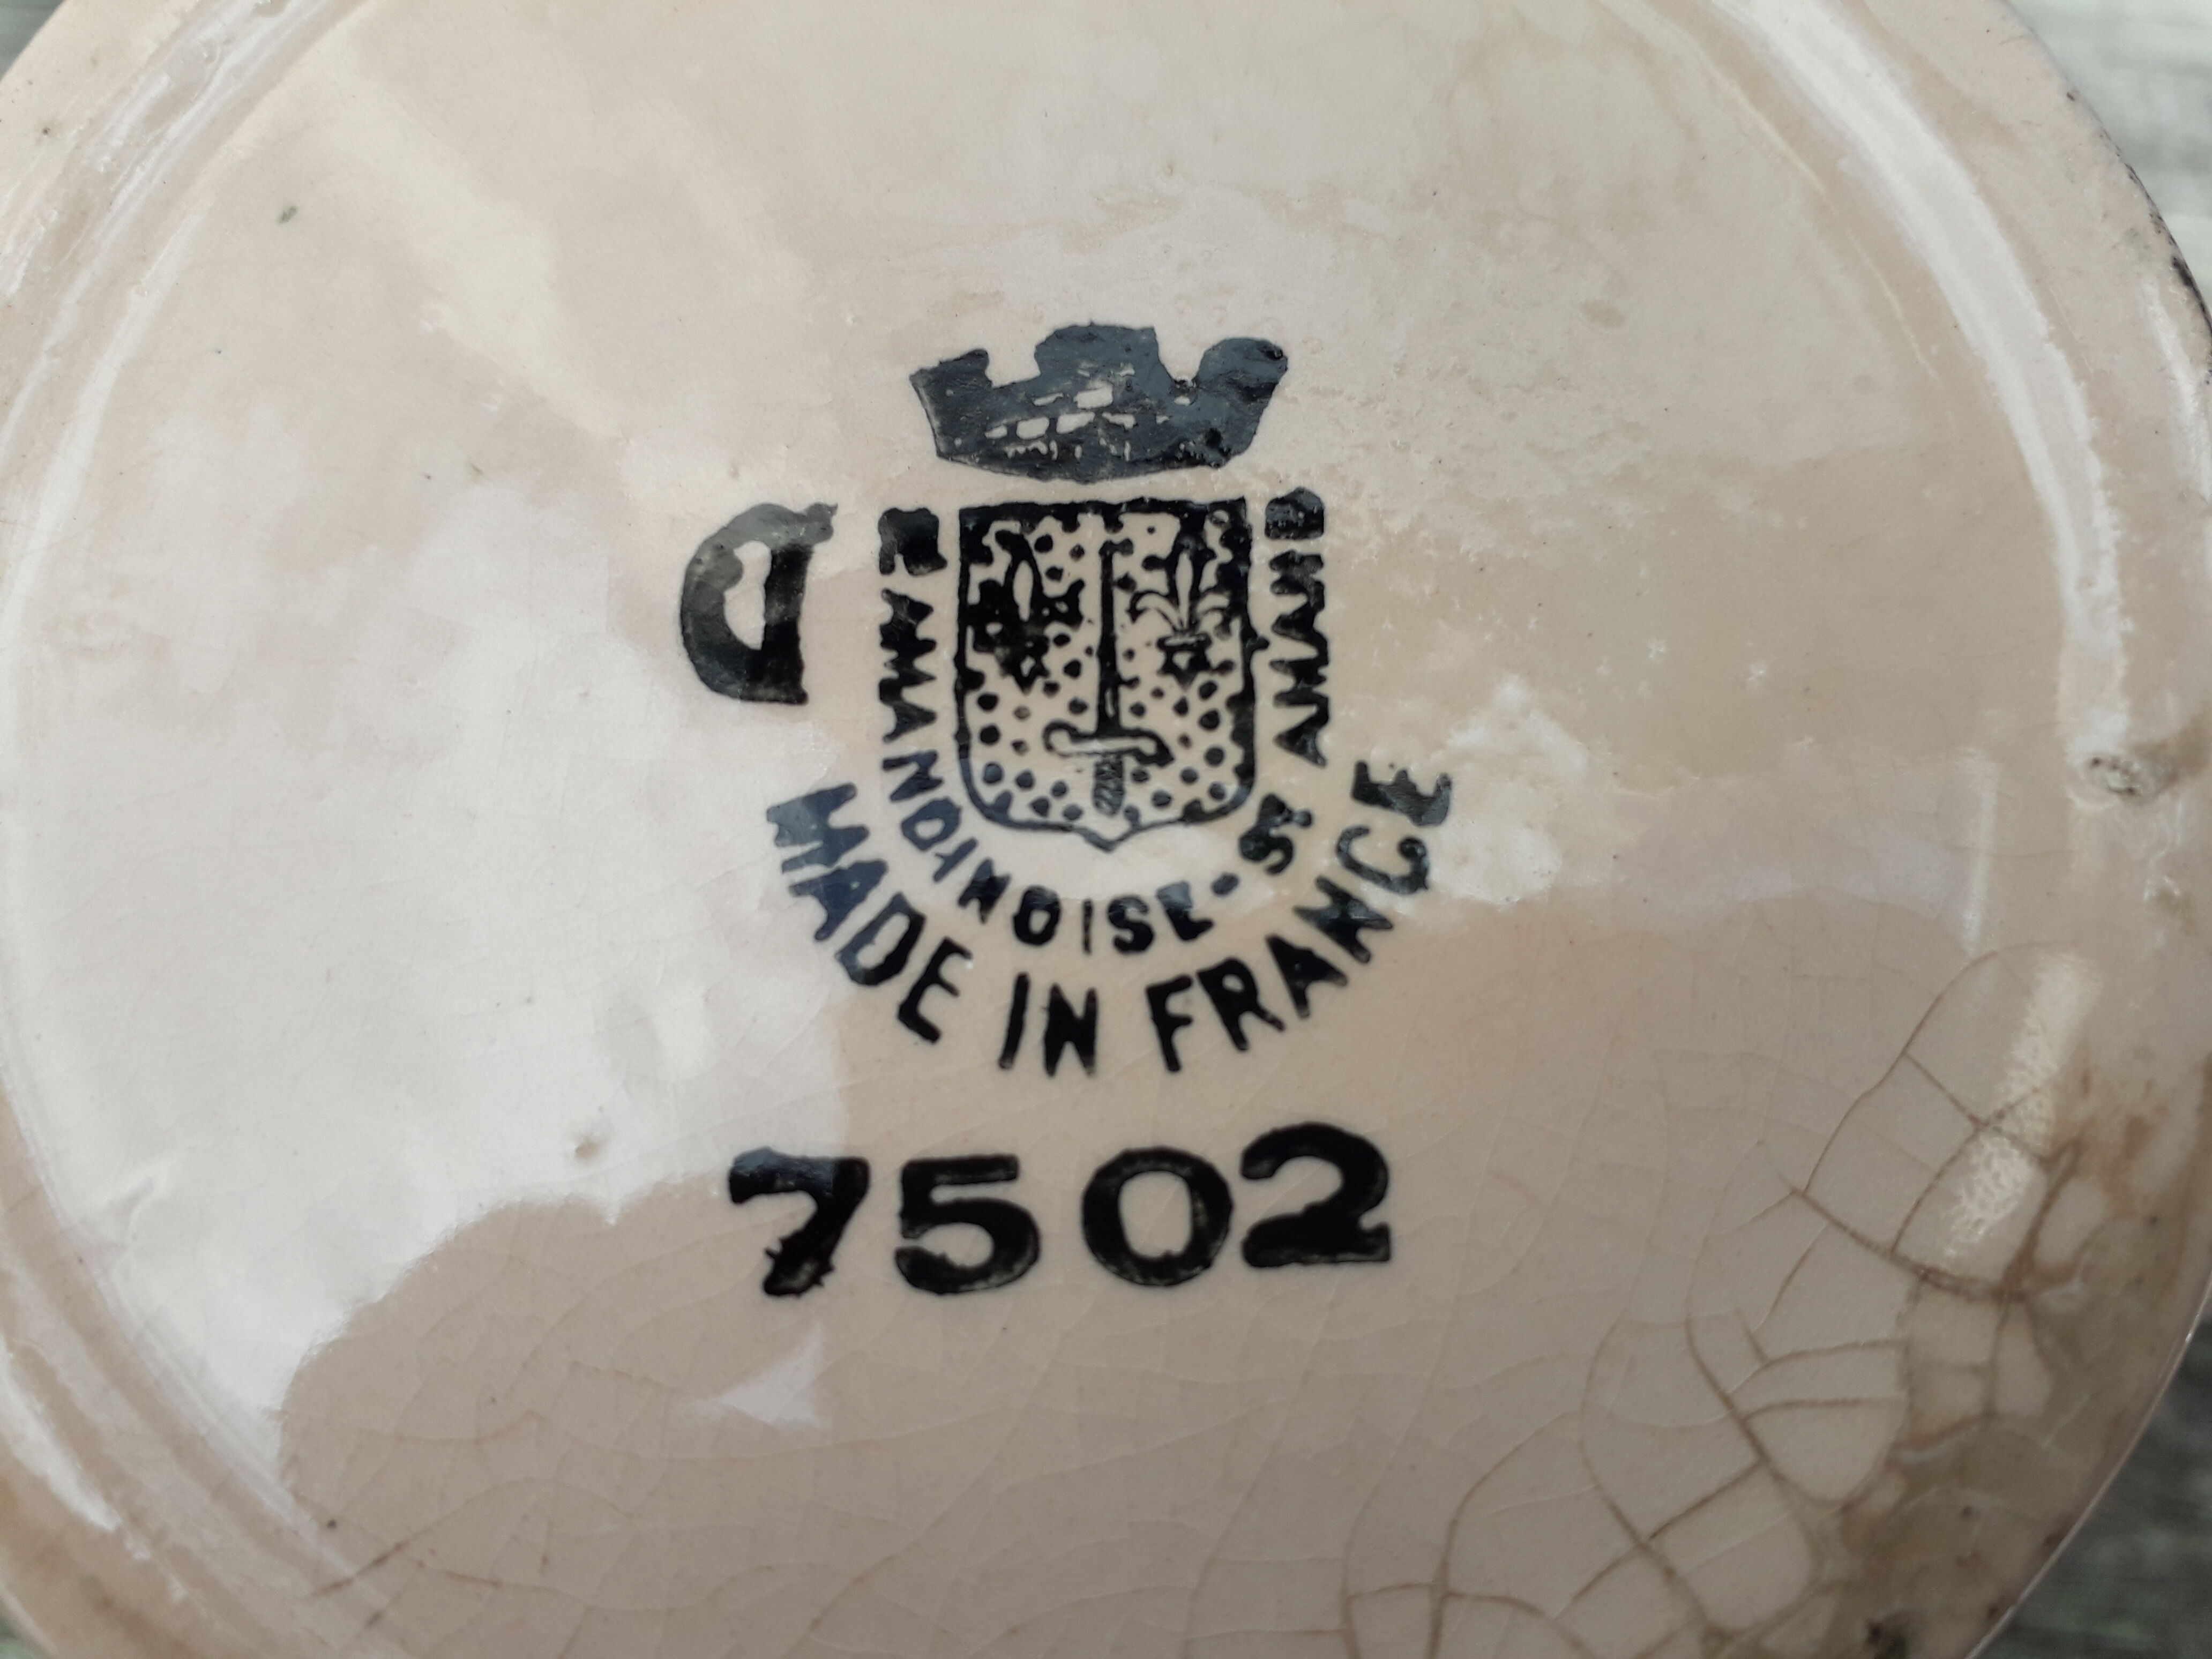 D
L'AMANDINOISE-ST AMAND
MADE IN FRANCE
7502